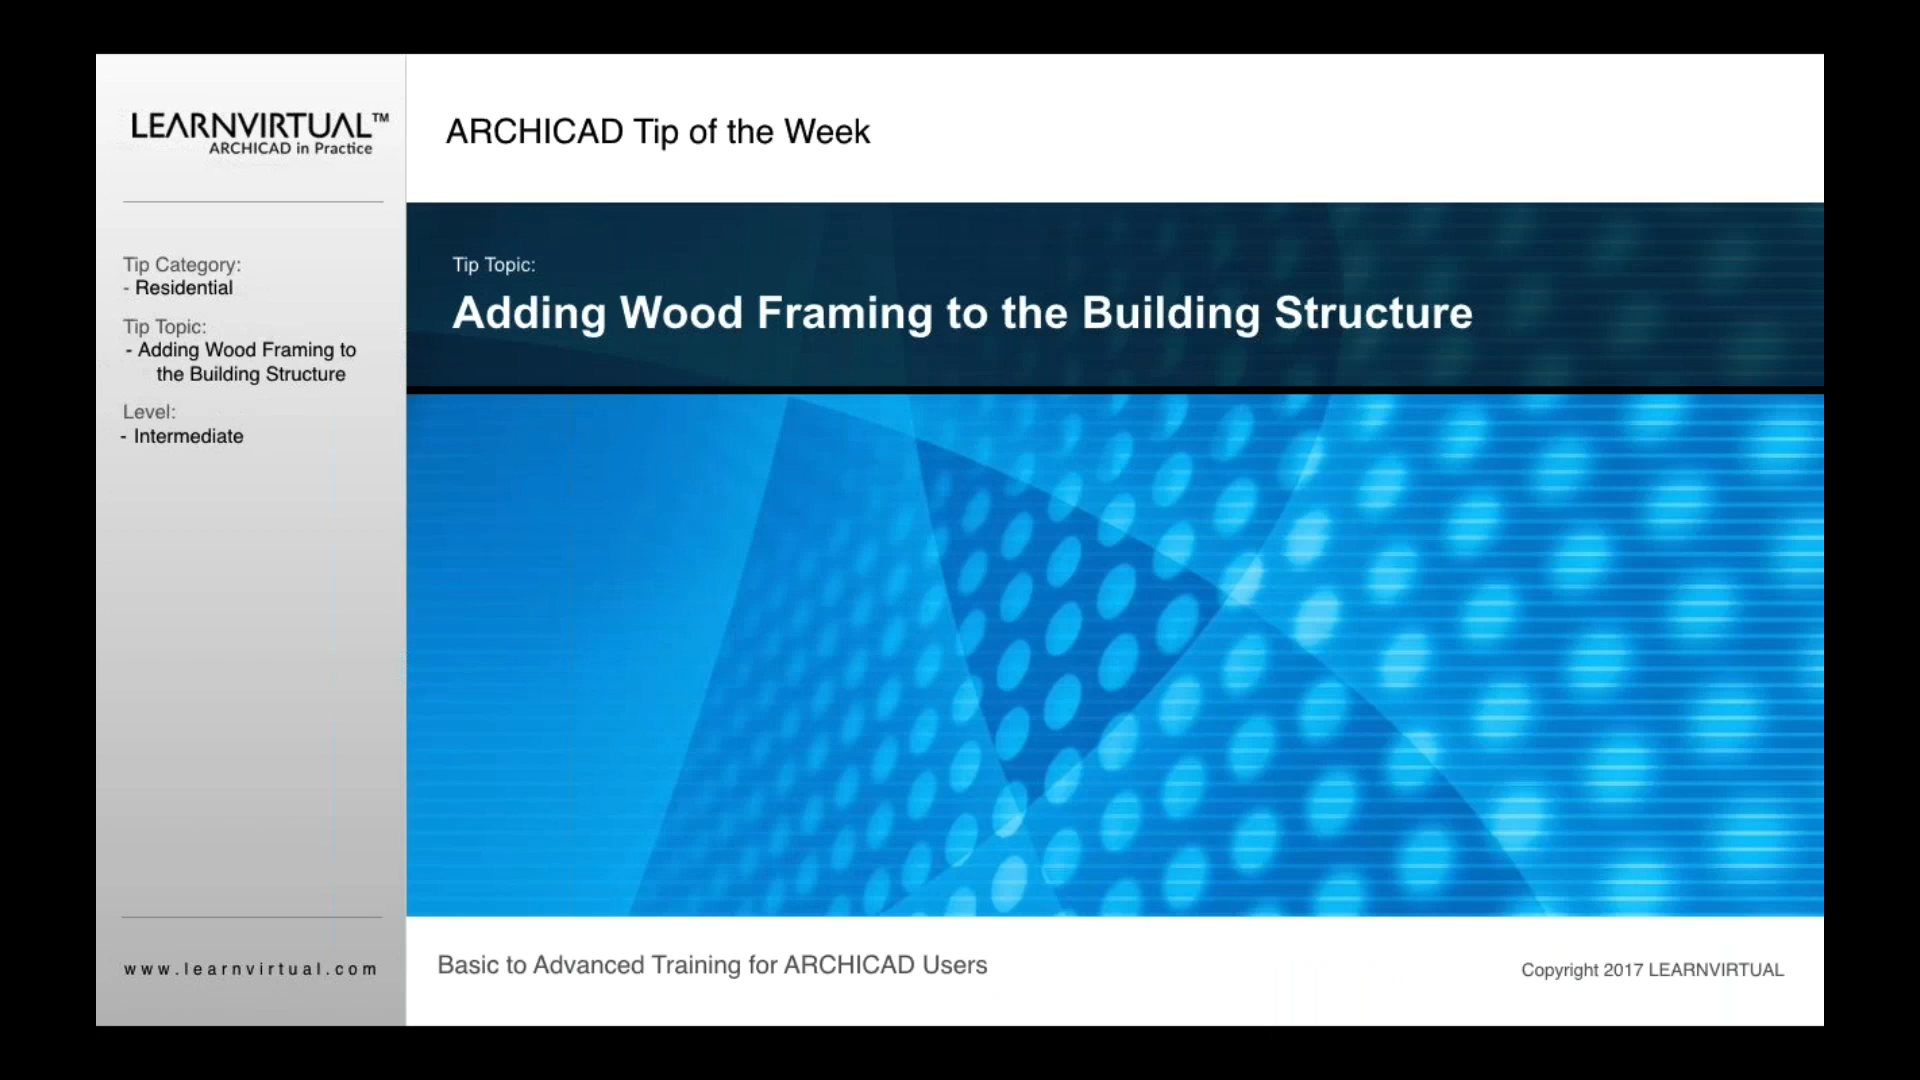 LEARNVIRTUAL™
ARCHICAD in Practice
Tip Category:
- Residential
Tip Topic:
- Adding Wood Framing to
the Building Structure
Level:
- Intermediate
www.learnvirtual.com
ARCHICAD Tip of the Week
Tip Topic:
Adding Wood Framing to the Building Structure
Basic to Advanced Training for ARCHICAD Users
Copyright 2017 LEARNVIRTUAL